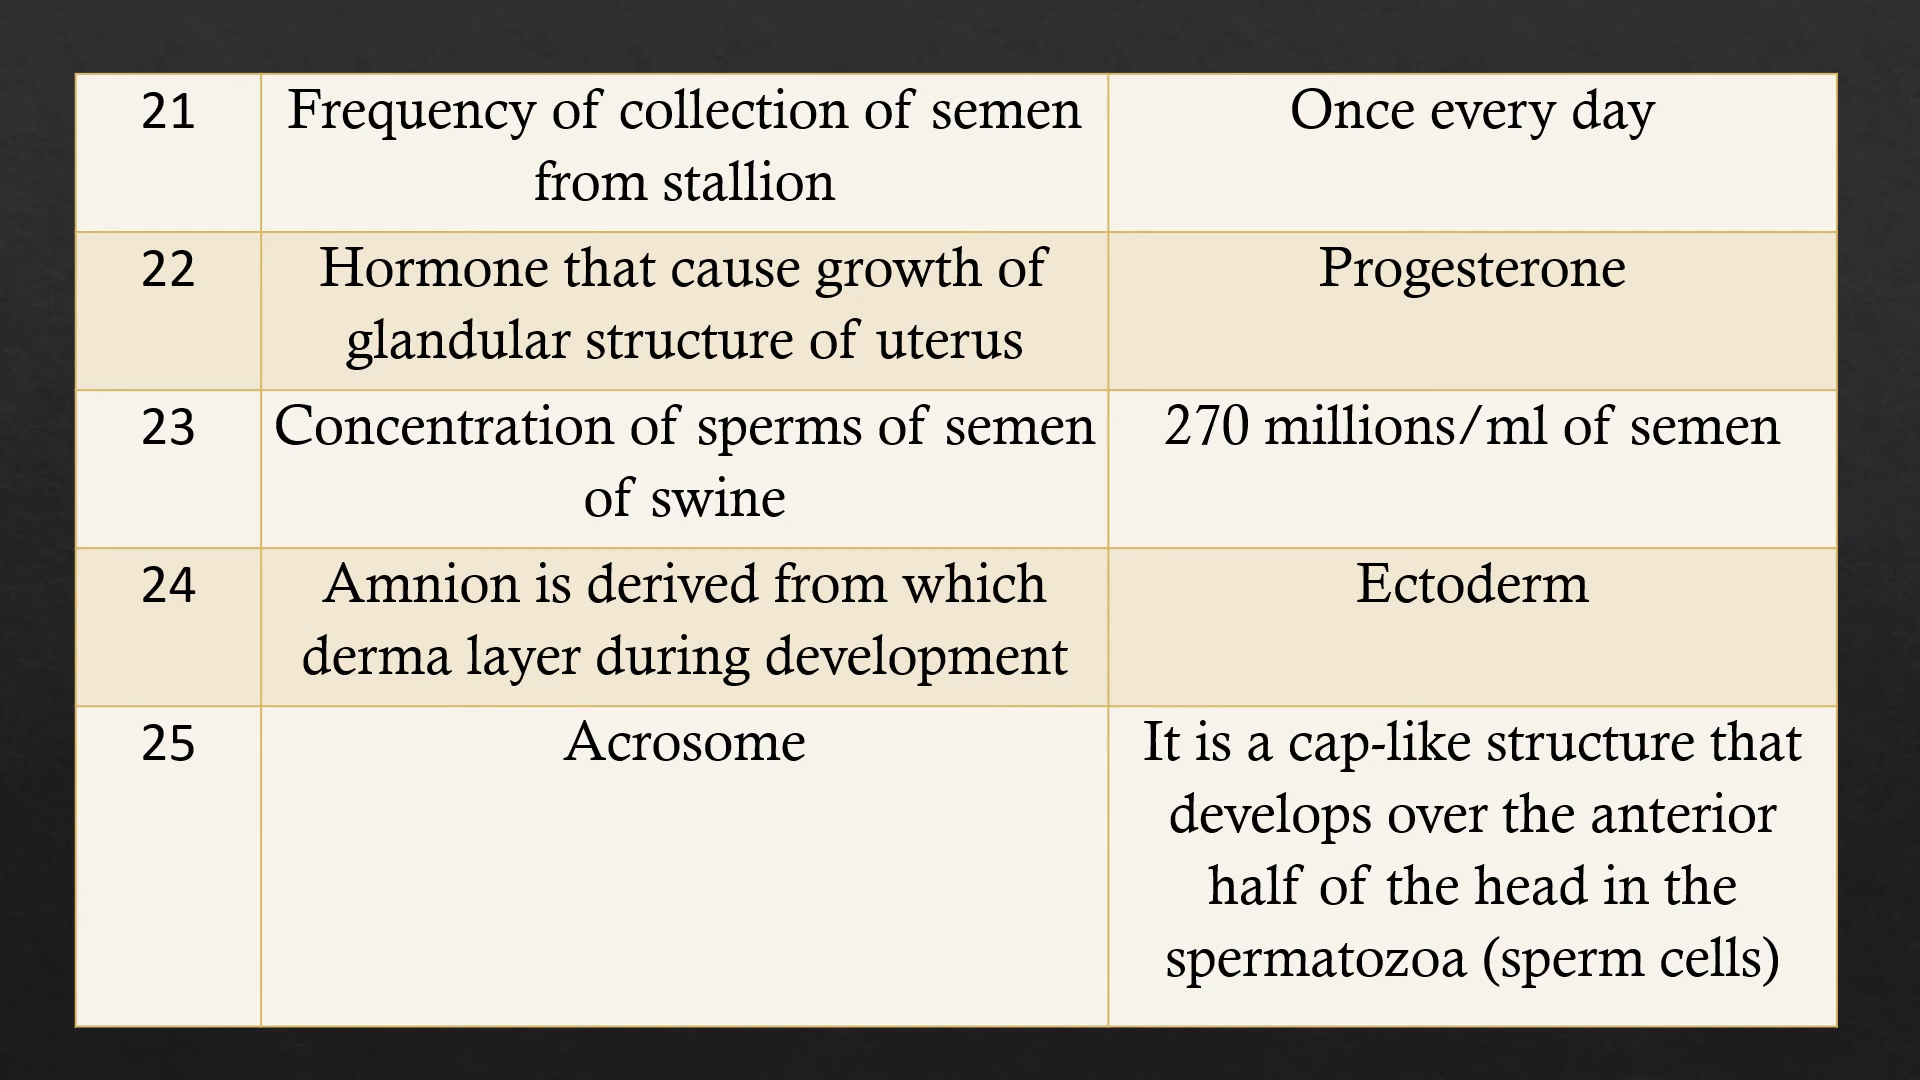 21
Frequency of collection of semen
from stallion
Once every day
22
Hormone that cause growth of
glandular structure of uterus
Progesterone
23
Concentration of sperms of semen
of swine
270 millions/ml of semen
24
Amnion is derived from which
derma layer during development
Ectoderm
25
Acrosome
It is a cap-like structure that
develops over the anterior
half of the head in the
spermatozoa (sperm cells)